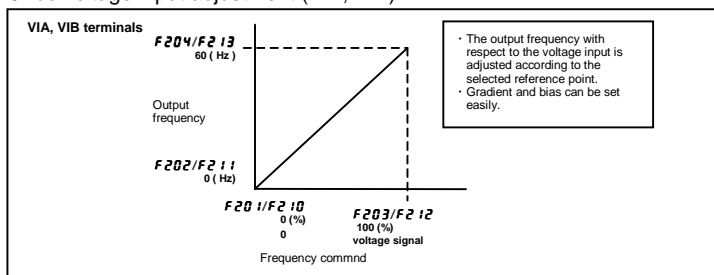 VIA, VIB terminals
F204/F213
60 ( Hz )
Output
frequency
F202/F211
0 ( Hz)
F201/F210
0 (%)
0
F203/F212
100 (%)
voltage signal
Frequency commnd
· The output frequency with
respect to the voltage input is
adjusted according to the
selected reference point.
· Gradient and bias can be set
easily.